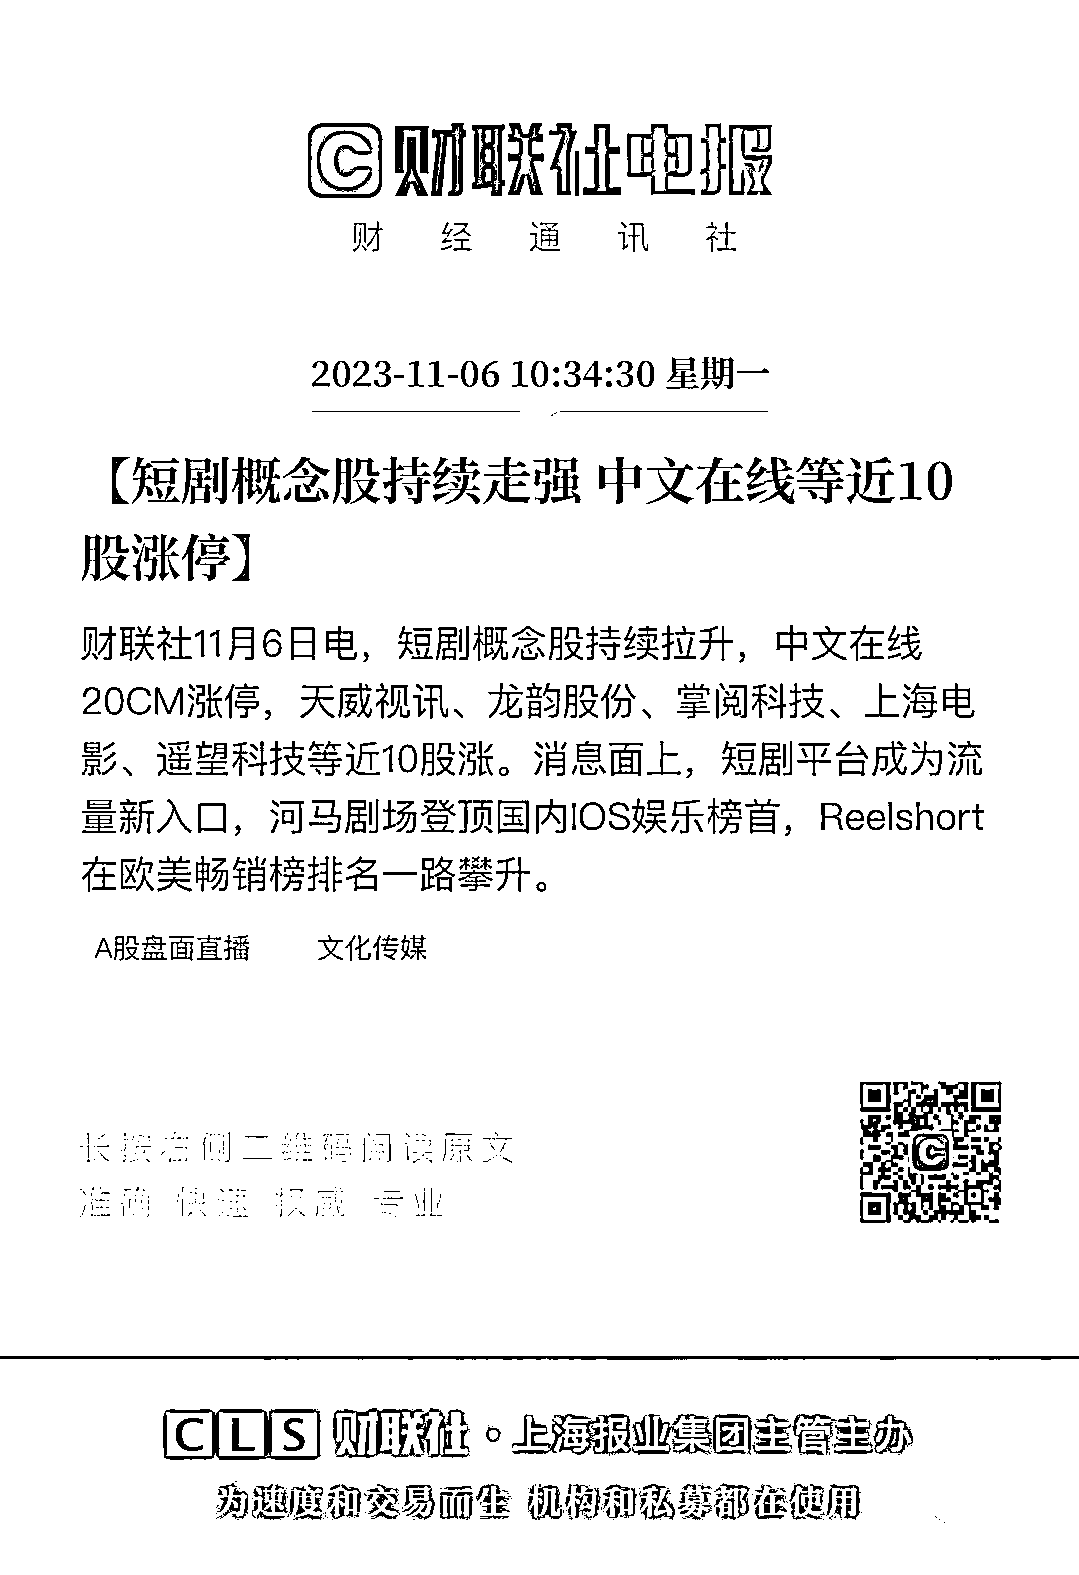 C 财联社电报
财经通讯社
2023-11-06 10:34:30 星期一
【短剧概念股持续走强 中文在线等近10
股涨停】
财联社11月6日电，短剧概念股持续拉升，中文在线
20CM涨停，天威视讯、龙韵股份、掌阅科技、上海电
影、遥望科技等近10股涨。消息面上，短剧平台成为流
量新入口，河马剧场登顶国内IOS娱乐榜首，Reelshort
在欧美畅销榜排名一路攀升。
A股盘面直播 文化传媒
长按右侧二维码阅读原文
准确 快速 权威 专业
C
CLS 财联社。上海报业集团主管主办
为速度和交易而生 机构和私募都在使用